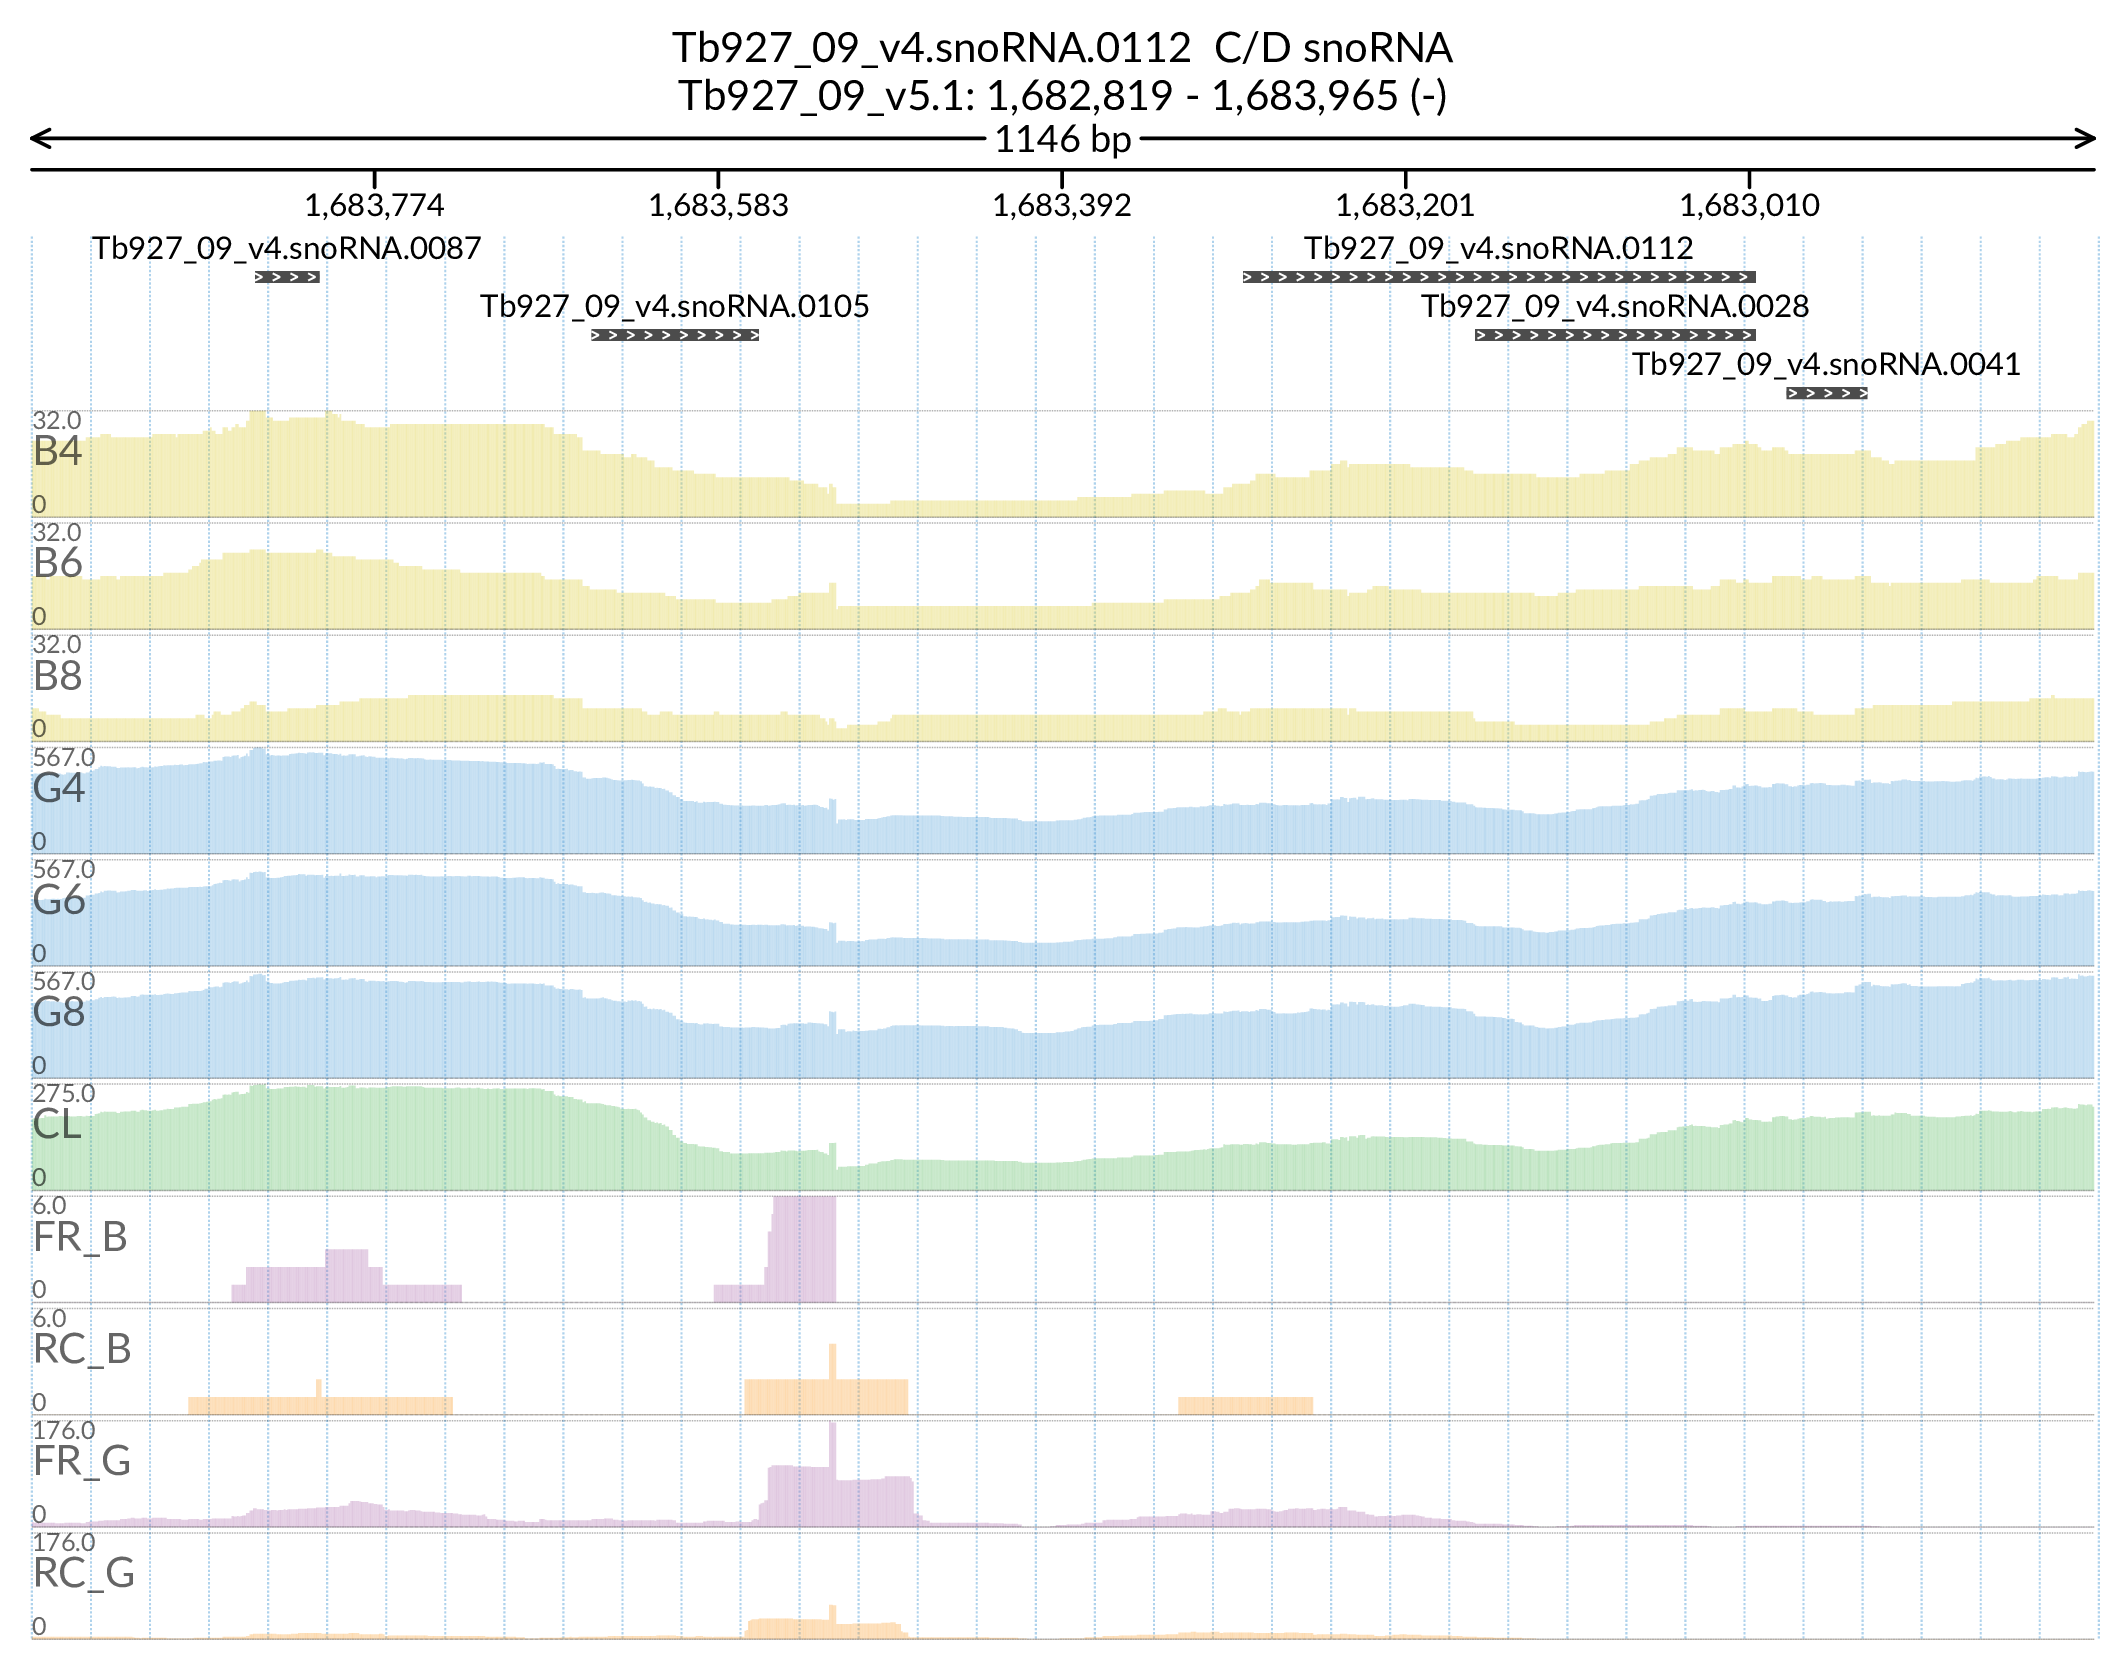 Tb927_09_v4.snoRNA.0112  C/D snoRNA
Tb927_09_v5.1: 1,682,819 - 1,683,965 (-)
1146 bp
1,683,774 1,683,583 1,683,392 1,683,201 1,683,010
Tb927_09_v4.snoRNA.0087 Tb927_09_v4.snoRNA.0112
Tb927_09_v4.snoRNA.0105 Tb927_09_v4.snoRNA.0028
Tb927_09_v4.snoRNA.0041
32.0
B4
0
32.0
B6
0
32.0
B8
0
567.0
G4
0
567.0
G6
0
567.0
G8
0
275.0
CL
0
6.0
FR_B
0
6.0
RC_B
0
176.0
FR_G
0
176.0
RC_G
0